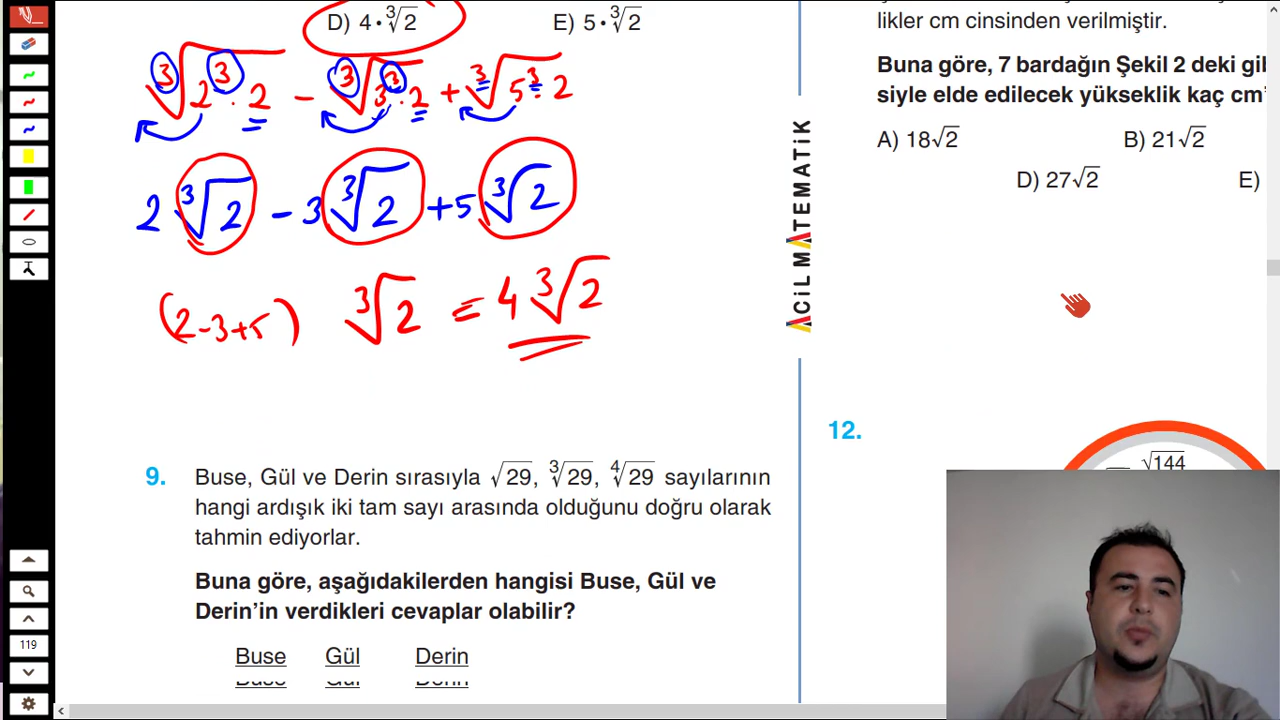 D) 4 • ∛2 E) 5 • ∛2
∛(2³ . 2) − ∛(3³ . 2) + ∛(5³ . 2)
2 ∛2 − 3 ∛2 + 5 ∛2
(2-3+5) ∛2 = 4 ∛2
9. Buse, Gül ve Derin sırasıyla √29, ∛29, ∜29 sayılarının
hangi ardışık iki tam sayı arasında olduğunu doğru olarak
tahmin ediyorlar.
Buna göre, aşağıdakilerden hangisi Buse, Gül ve
Derin'in verdikleri cevaplar olabilir?
Buse Gül Derin
ACİL MATEMATİK
likler cm cinsinden verilmiştir.
Buna göre, 7 bardağın Şekil 2 deki gib
siyle elde edilecek yükseklik kaç cm'
A) 18√2 B) 21√2
D) 27√2 E)
12.
√144
119